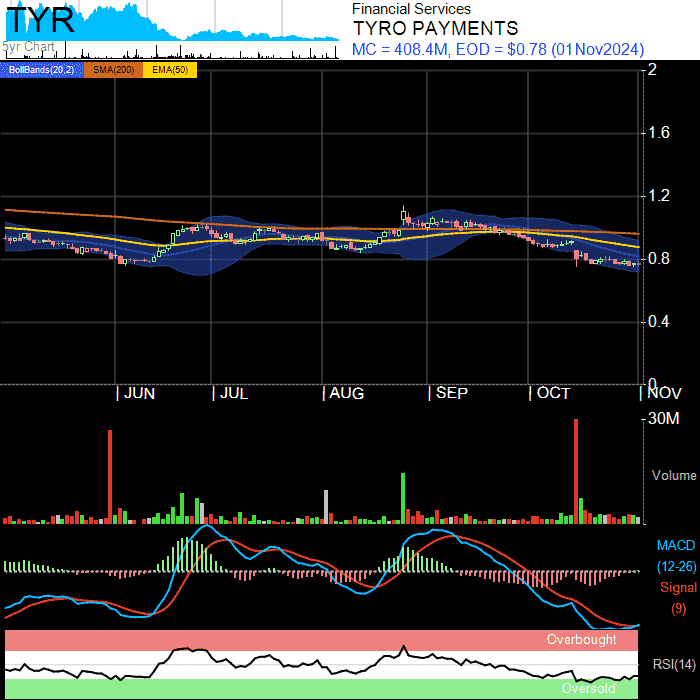 TYR
5yr Chart
Financial Services
TYRO PAYMENTS
MC = 408.4M, EOD = $0.78 (01Nov2024)
BollBands(20,2) SMA(200) EMA(50)
2
1.6
1.2
0.8
0.4
0
JUN JUL AUG SEP OCT NOV
30M
Volume
MACD
(12-26)
Signal
(9)
Overbought
RSI(14)
Oversold